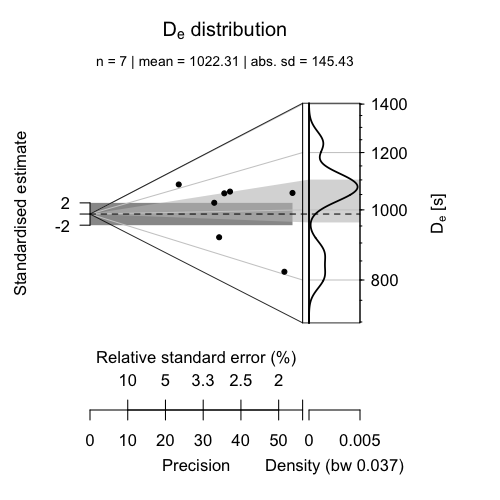 De distribution
n = 7 | mean = 1022.31 | abs. sd = 145.43
1400
1200
1000
800
De [s]
Standardised estimate
2
-2
Relative standard error (%)
10 5 3.3 2.5 2
0 10 20 30 40 50 0 0.005
Precision Density (bw 0.037)